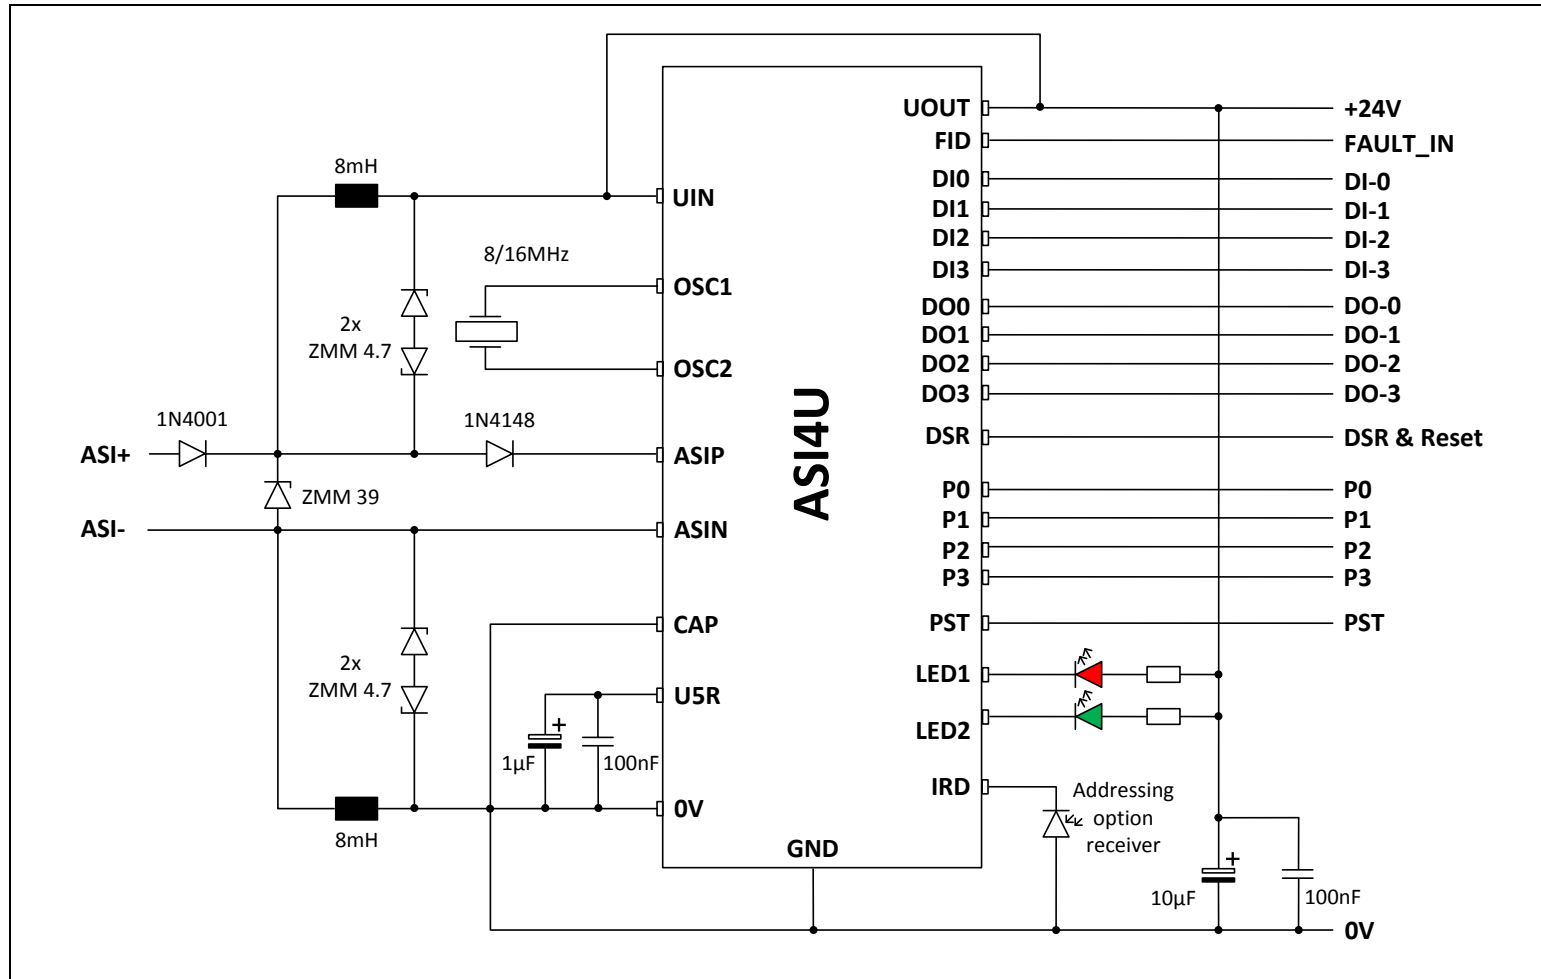 UOUT
+24V
FID
FAULT_IN
8mH
DI0
DI-0
UIN
DI1
DI-1
DI2
DI-2
8/16MHz
DI3
DI-3
OSC1
DO0
DO-0
2x
ZMM 4.7
DO1
DO-1
OSC2
DO2
DO-2
DO3
DO-3
1N4001
1N4148
ASI4U
DSR
DSR & Reset
ASI+
ASIP
ZMM 39
P0
P0
ASI-
ASIN
P1
P1
P2
P2
P3
P3
CAP
PST
PST
2x
ZMM 4.7
LED1
U5R
LED2
+
1µF
100nF
IRD
Addressing
option
receiver
0V
8mH
GND
+
10µF
100nF
0V